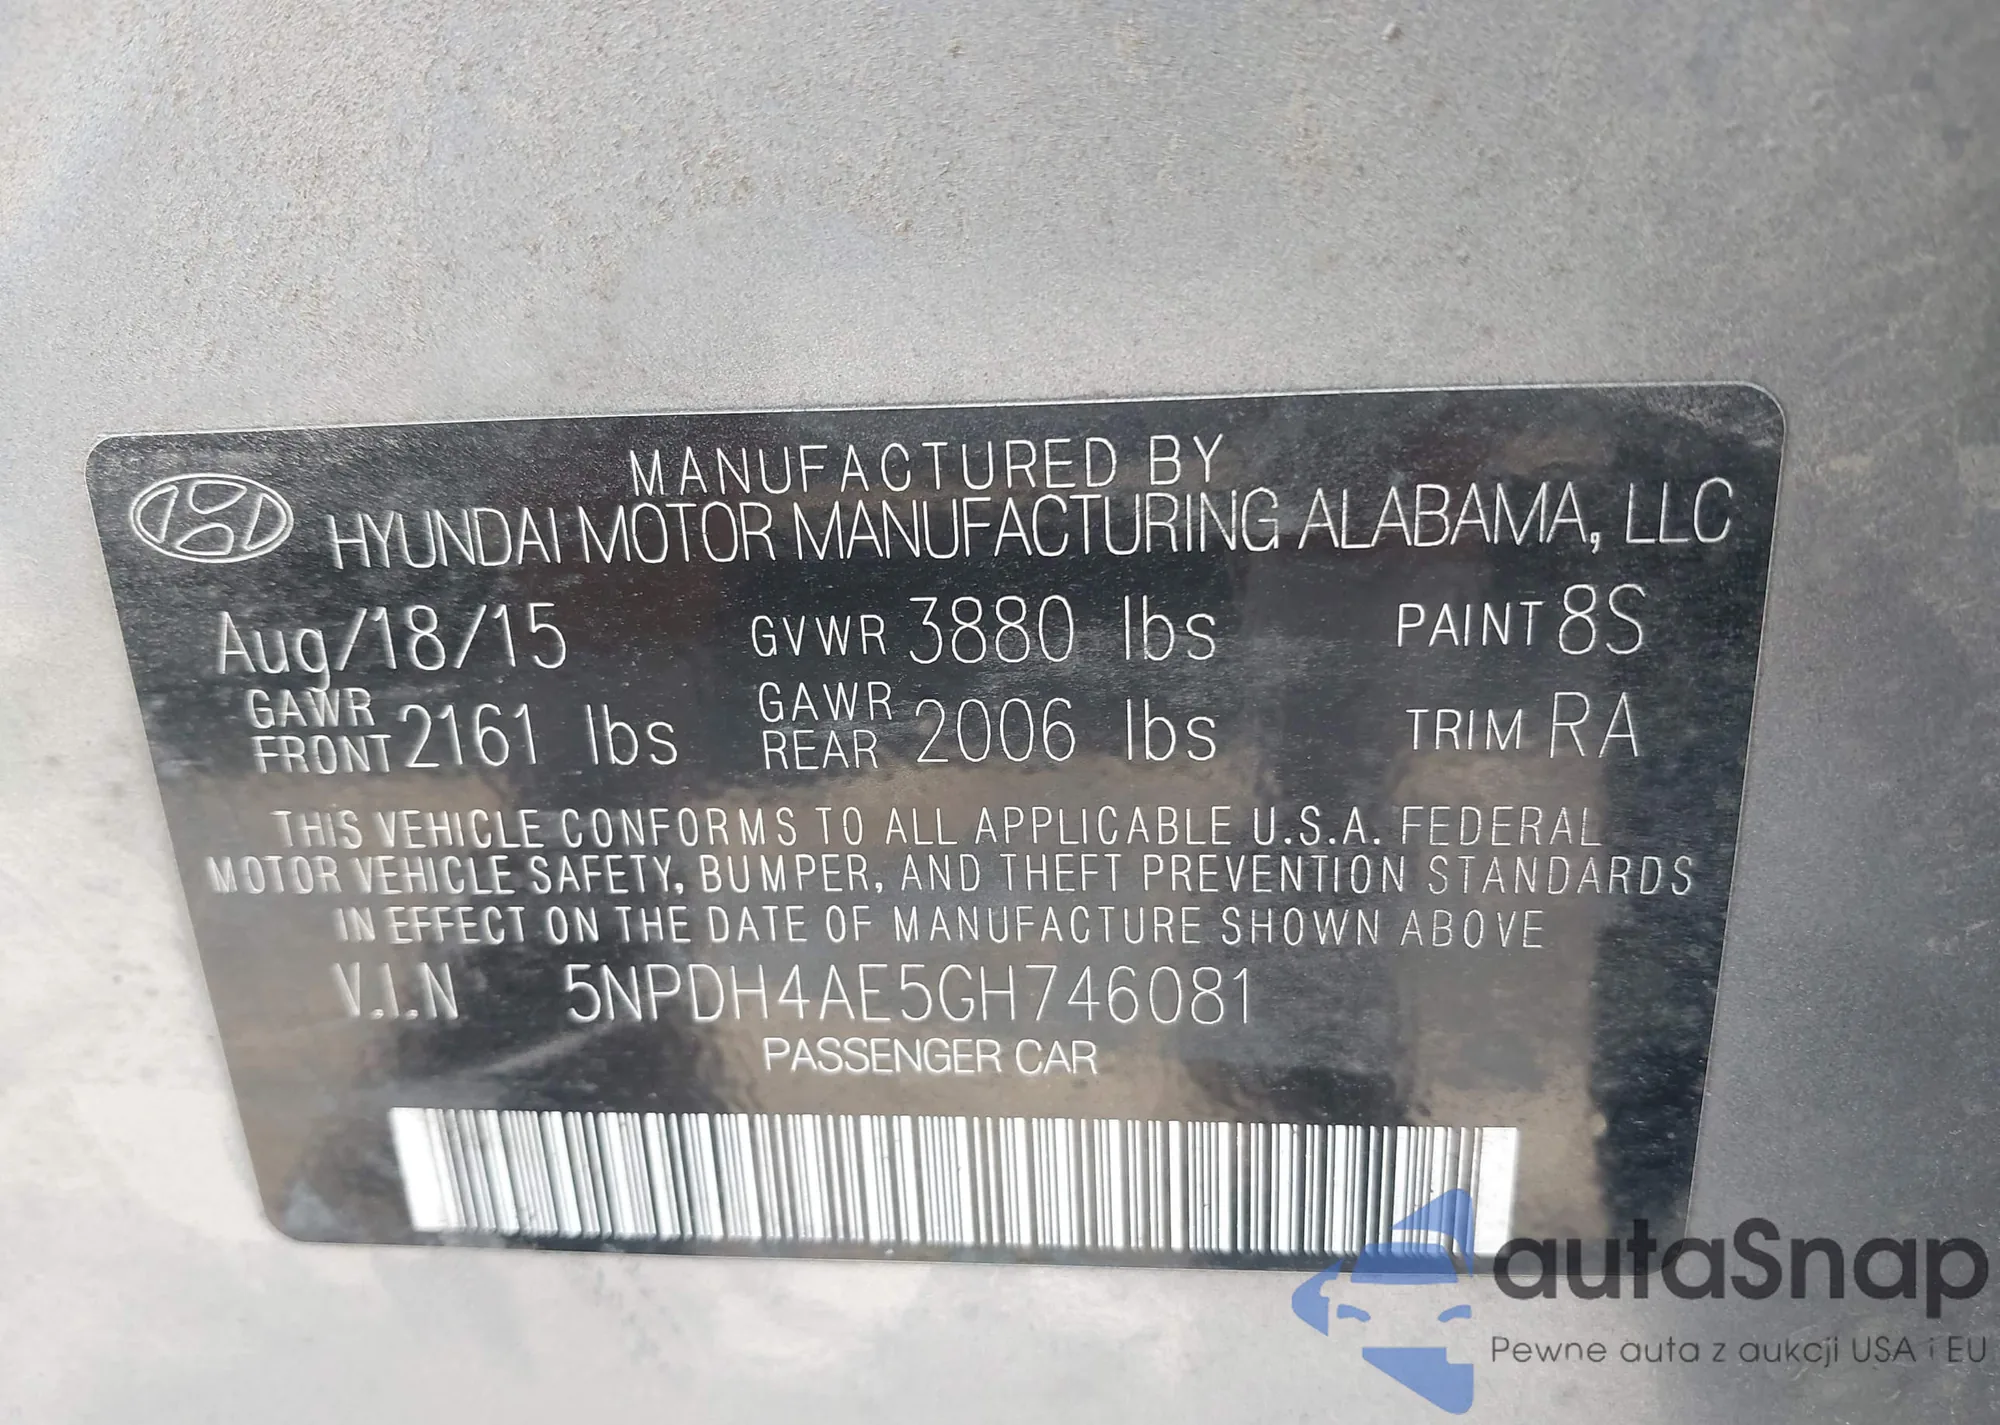 MANUFACTURED BY
HYUNDAI MOTOR MANUFACTURING ALABAMA, LLC
Aug/18/15 GVWR 3880 lbs PAINT 8S
GAWR FRONT 2161 lbs GAWR REAR 2006 lbs TRIM RA
THIS VEHICLE CONFORMS TO ALL APPLICABLE U.S.A. FEDERAL
MOTOR VEHICLE SAFETY, BUMPER, AND THEFT PREVENTION STANDARDS
IN EFFECT ON THE DATE OF MANUFACTURE SHOWN ABOVE
V.I.N 5NPDH4AE5GH746081
PASSENGER CAR
autaSnap
Pewne auta z aukcji USA i EU